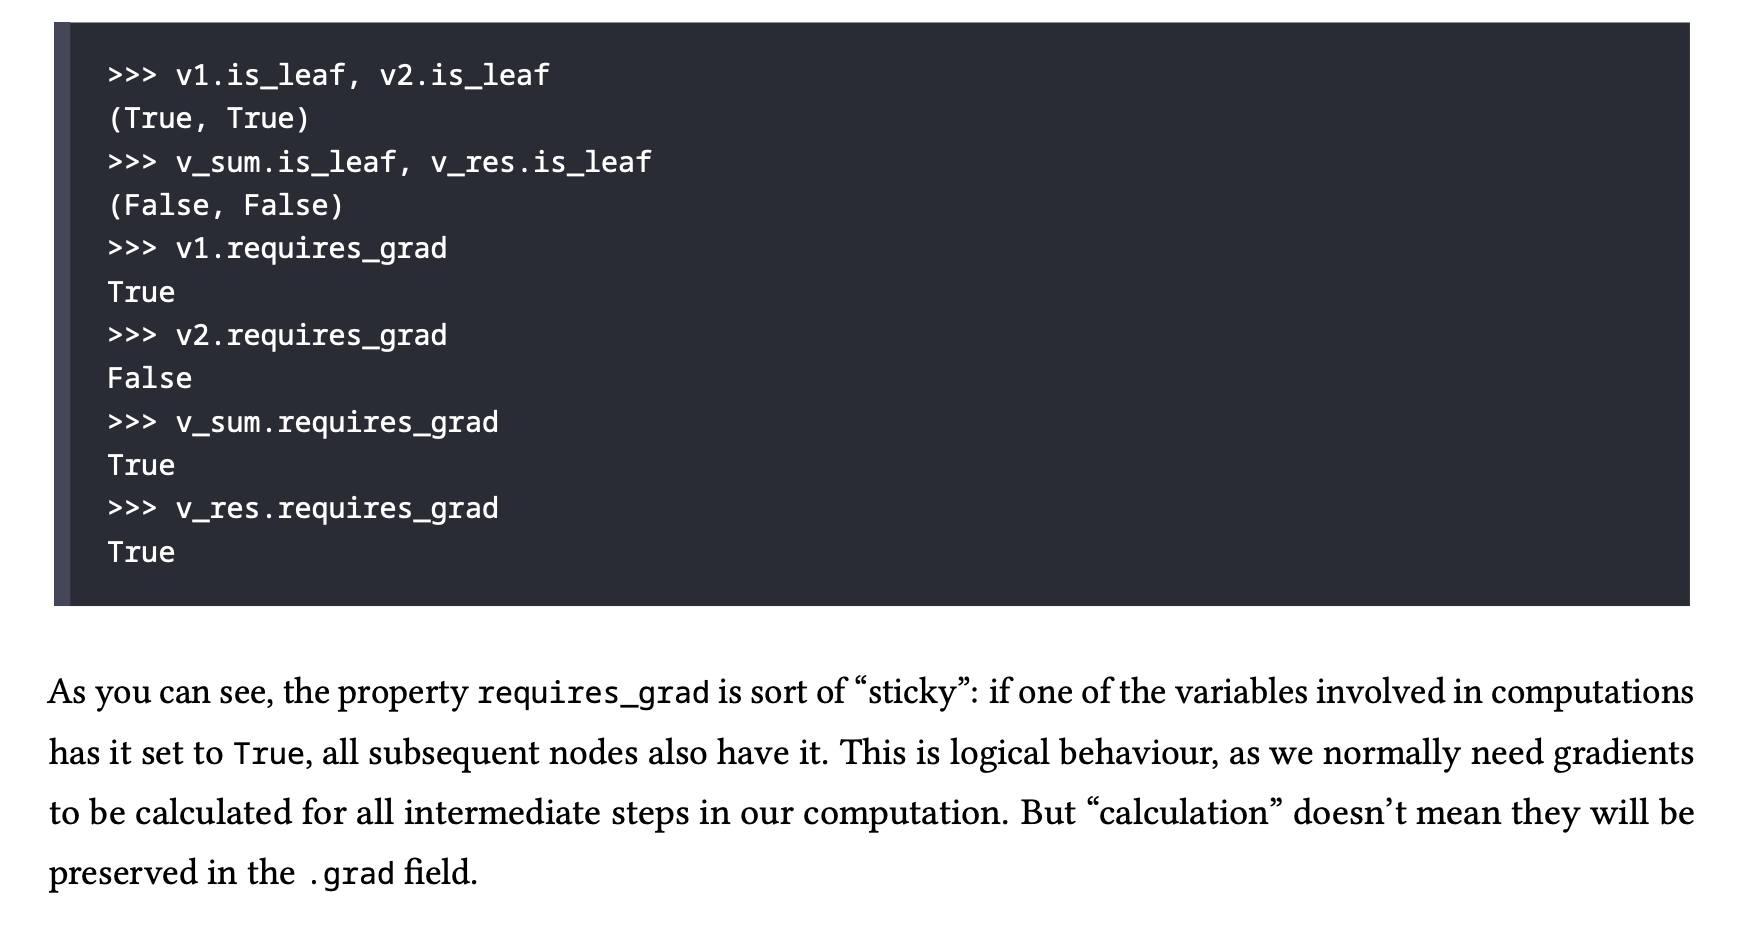 >>> v1.is_leaf, v2.is_leaf
(True, True)
>>> v_sum.is_leaf, v_res.is_leaf
(False, False)
>>> v1.requires_grad
True
>>> v2.requires_grad
False
>>> v_sum.requires_grad
True
>>> v_res.requires_grad
True
As you can see, the property requires_grad is sort of “sticky”: if one of the variables involved in computations
has it set to True, all subsequent nodes also have it. This is logical behaviour, as we normally need gradients
to be calculated for all intermediate steps in our computation. But “calculation” doesn’t mean they will be
preserved in the .grad field.